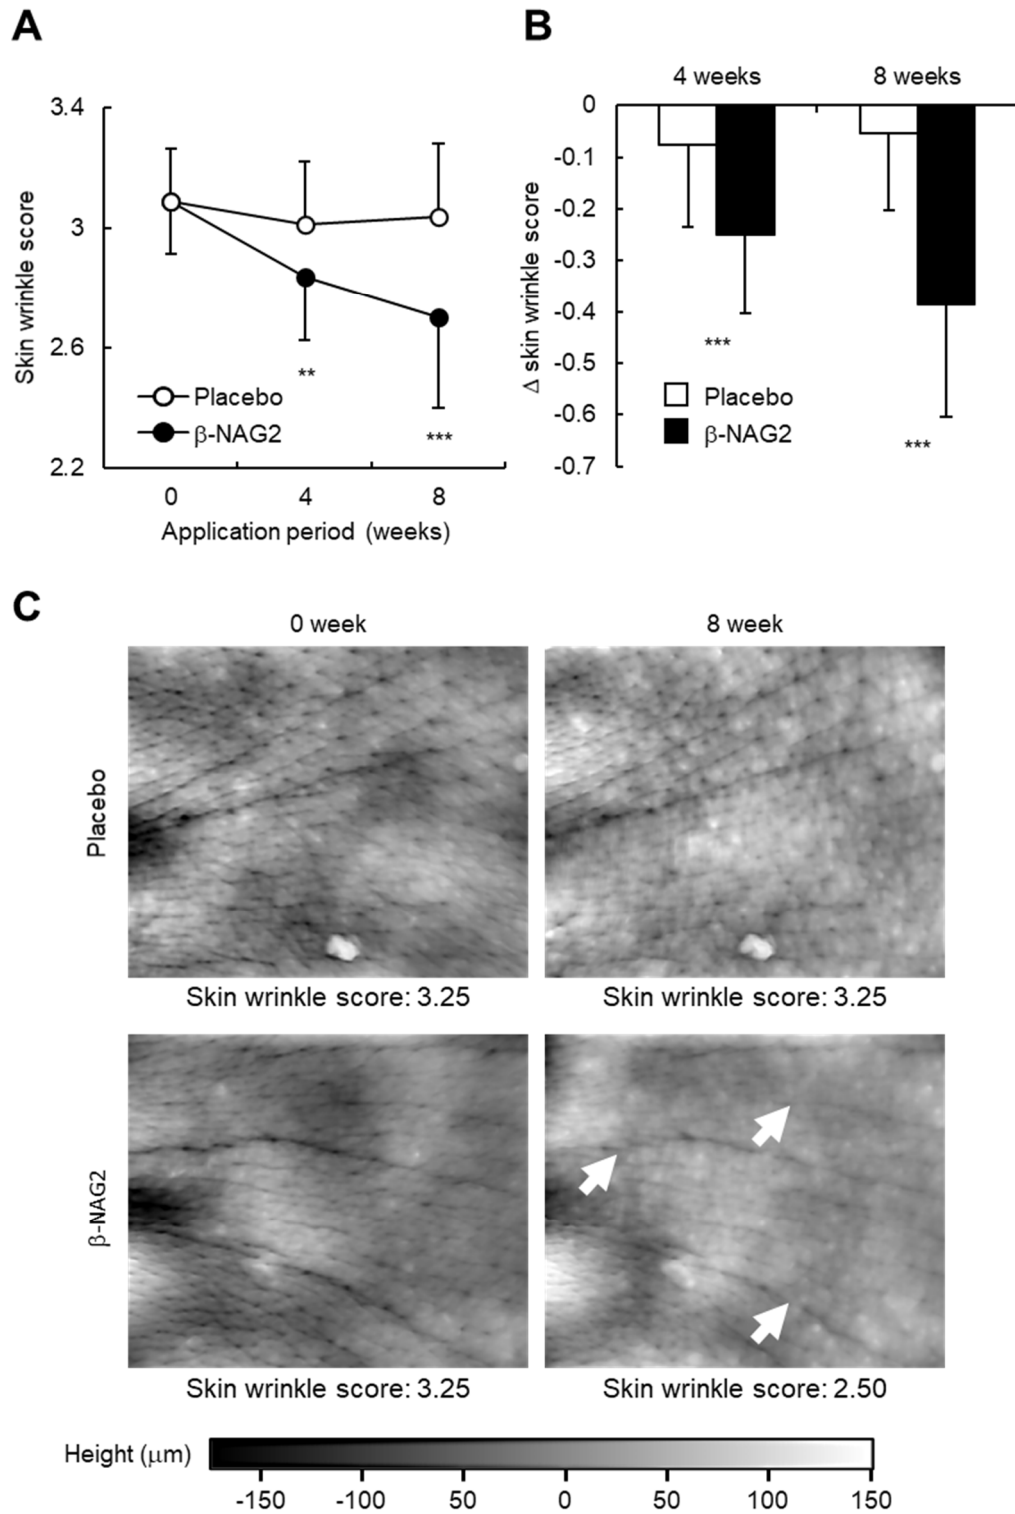 A
B
4 weeks
8 weeks
3.4
3
2.6
2.2
Skin wrinkle score
**
***
Placebo
β-NAG2
0
4
8
Application period (weeks)
0
-0.1
-0.2
-0.3
-0.4
-0.5
-0.6
-0.7
Δ skin wrinkle score
***
***
Placebo
β-NAG2
C
0 week
8 week
Placebo
Skin wrinkle score: 3.25
Skin wrinkle score: 3.25
β-NAG2
Skin wrinkle score: 3.25
Skin wrinkle score: 2.50
Height (μm)
-150
-100
50
0
50
100
150